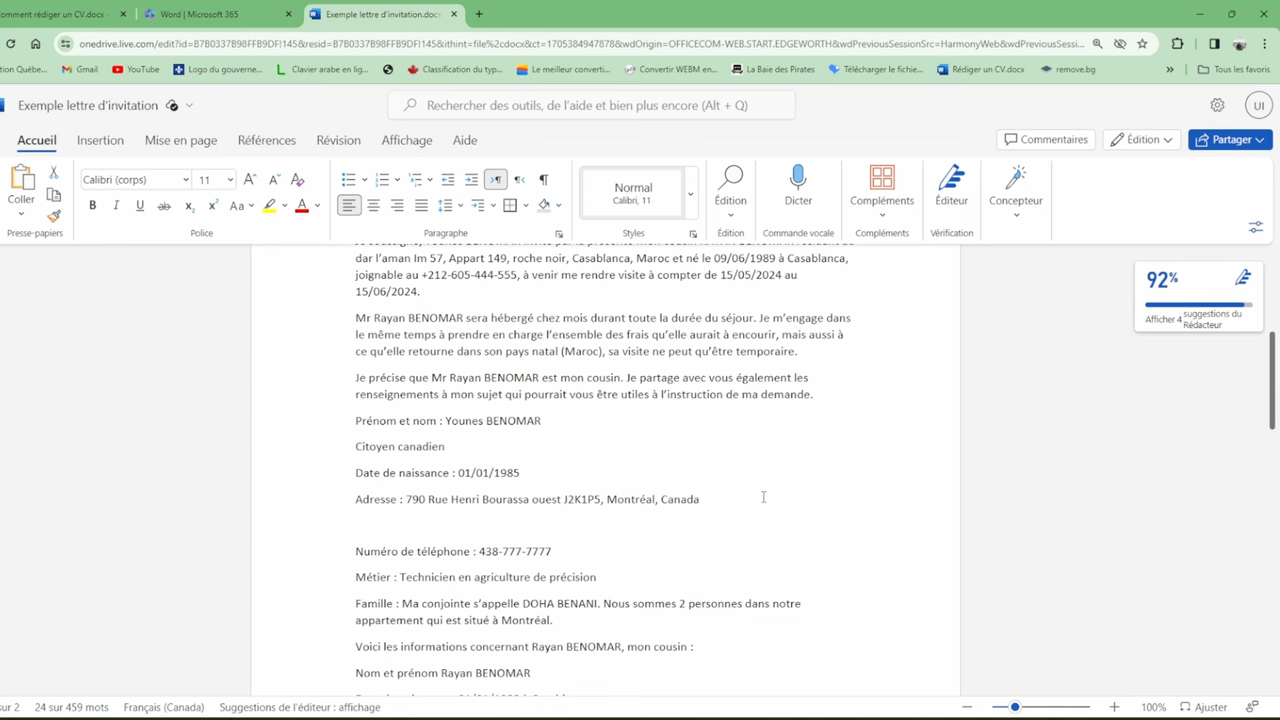 omment rédiger un CV.docx -
Word | Microsoft 365
Exemple lettre d'invitation.docx
onedrive.live.com/edit?id=B7B0337B98FFB9DF!145&resid=B7B0337B98FFB9DF!145&ithint=file%2cdocx&ct=1705384947878&wdOrigin=OFFICECOM-WEB.START.EDGEWORTH&wdPreviousSessionSrc=HarmonyWeb&wdPreviousSessi...
tion Québe...
Gmail
YouTube
Logo du gouverne...
Clavier arabe en lig...
Classification du typ...
Le meilleur converti...
Convertir WEBM en...
La Baie des Pirates
Télécharger le fichie...
Rédiger un CV.docx
remove.bg
Tous les favoris
Exemple lettre d'invitation
Rechercher des outils, de l'aide et bien plus encore (Alt + Q)
UI
Accueil
Insertion
Mise en page
Références
Révision
Affichage
Aide
Commentaires
Édition
Partager
Coller
Calibri (corps)
11
Normal
Calibri, 11
Édition
Dicter
Compléments
Éditeur
Concepteur
Presse-papiers
Police
Paragraphe
Styles
Édition
Commande vocale
Compléments
Vérification
dar l'aman Im 57, Appart 149, roche noir, Casablanca, Maroc et né le 09/06/1989 à Casablanca,
joignable au +212-605-444-555, à venir me rendre visite à compter de 15/05/2024 au
15/06/2024.
92%
Afficher 4 suggestions du
Rédacteur
Mr Rayan BENOMAR sera hébergé chez mois durant toute la durée du séjour. Je m'engage dans
le même temps à prendre en charge l'ensemble des frais qu'elle aurait à encourir, mais aussi à
ce qu'elle retourne dans son pays natal (Maroc), sa visite ne peut qu'être temporaire.
Je précise que Mr Rayan BENOMAR est mon cousin. Je partage avec vous également les
renseignements à mon sujet qui pourrait vous être utiles à l'instruction de ma demande.
Prénom et nom : Younes BENOMAR
Citoyen canadien
Date de naissance : 01/01/1985
Adresse : 790 Rue Henri Bourassa ouest J2K1P5, Montréal, Canada
Numéro de téléphone : 438-777-7777
Métier : Technicien en agriculture de précision
Famille : Ma conjointe s'appelle DOHA BENANI. Nous sommes 2 personnes dans notre
appartement qui est situé à Montréal.
Voici les informations concernant Rayan BENOMAR, mon cousin :
Nom et prénom Rayan BENOMAR
sur 2
24 sur 459 mots
Français (Canada)
Suggestions de l'éditeur : affichage
100%
Ajuster